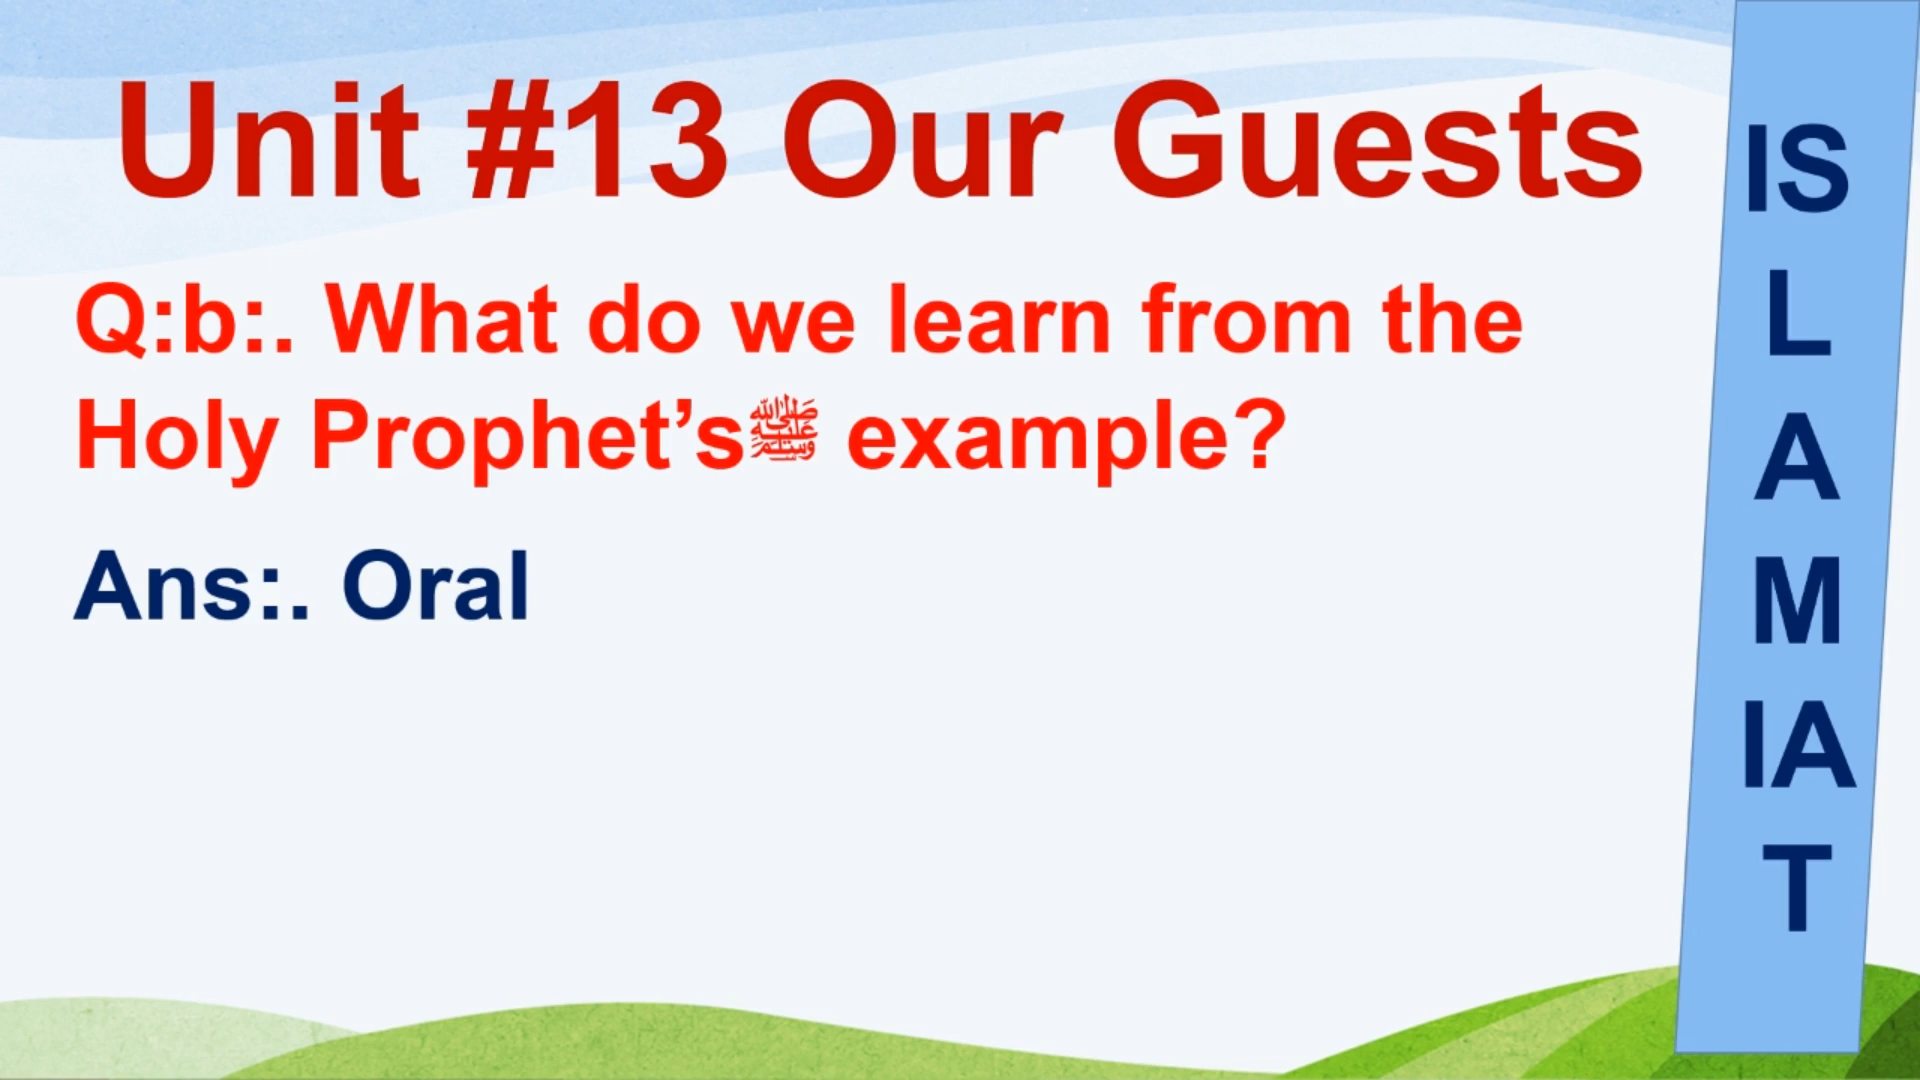 Unit #13 Our Guests
Q:b:. What do we learn from the
Holy Prophet’sﷺ example?
Ans:. Oral
IS
L
A
M
IA
T